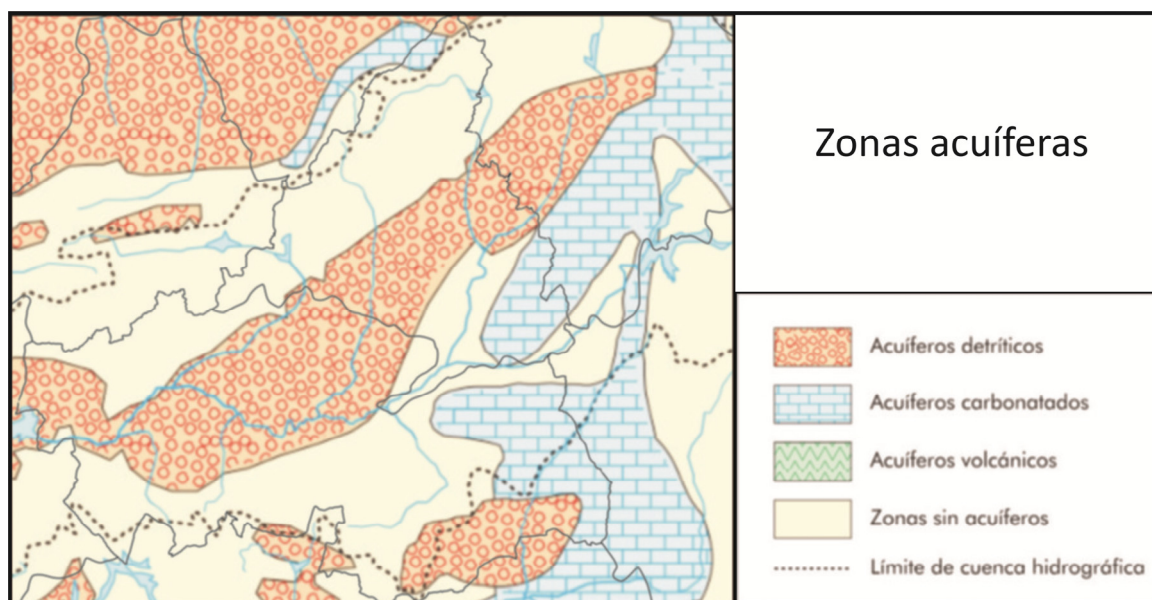 Zonas acuíferas
Acuíferos detríticos
Acuíferos carbonatados
Acuíferos volcánicos
Zonas sin acuíferos
Límite de cuenca hidrográfica